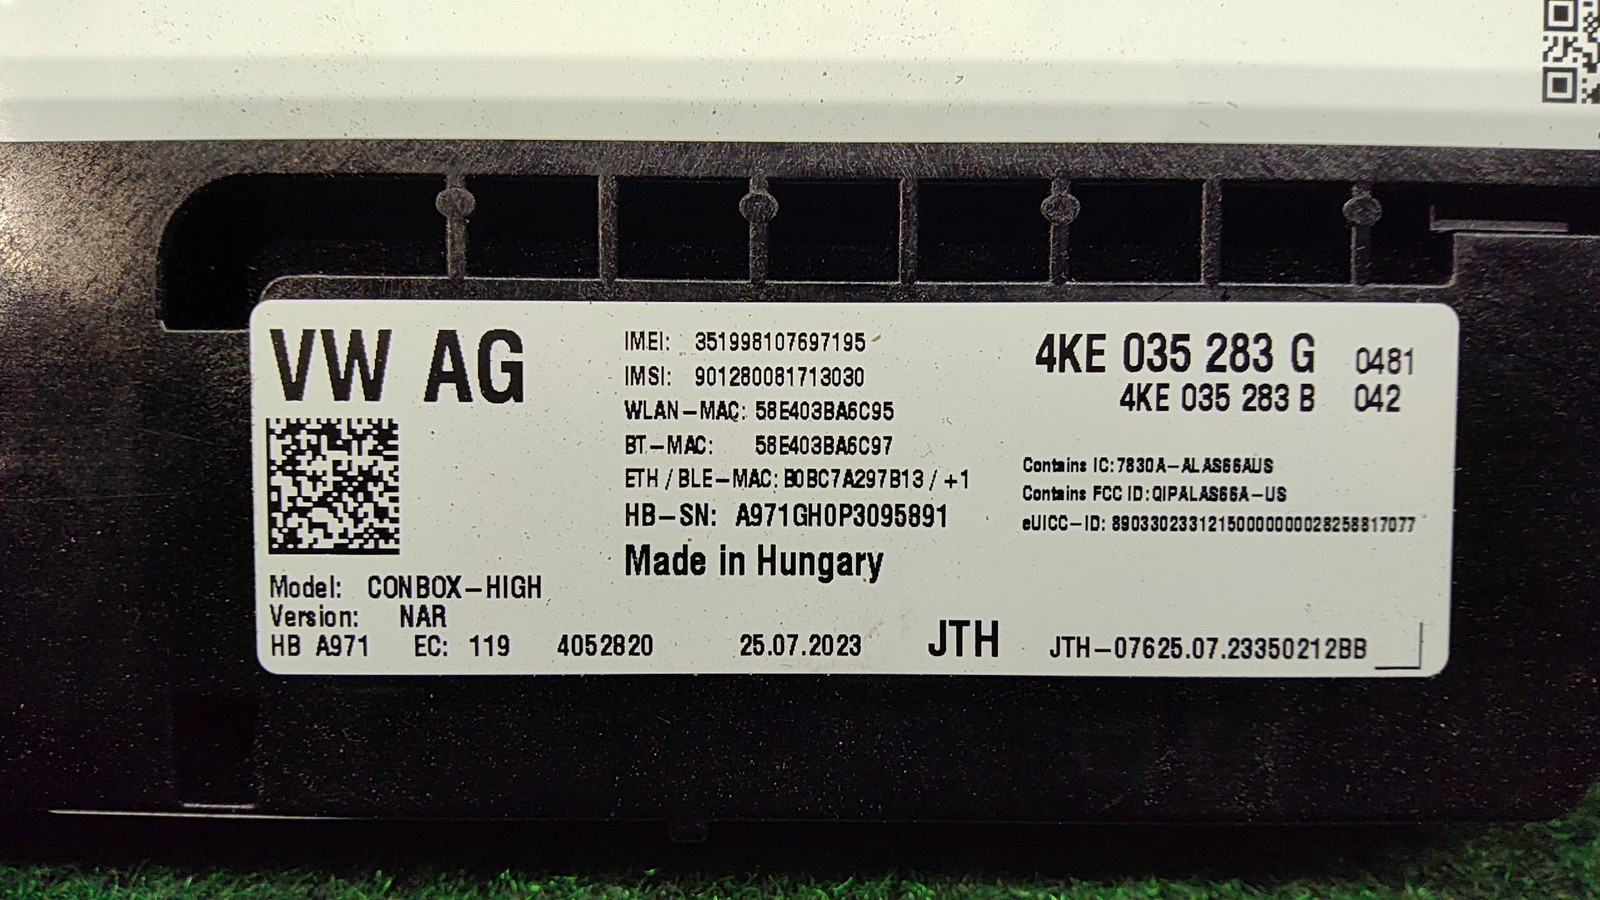 VW AG
Model: CONBOX-HIGH
Version: NAR
HB A971 EC: 119 4052820 25.07.2023 JTH JTH-07625.07.23350212BB
IMEI: 351998107697195
IMSI: 901280081713030
WLAN-MAC: 58E403BA6C95
BT-MAC: 58E403BA6C97
ETH / BLE-MAC: B0BC7A297B13 / +1
HB-SN: A971GH0P3095891
Made in Hungary
4KE 035 283 G 0481
4KE 035 283 B 042
Contains IC: 7830A-ALAS66AUS
Contains FCC ID: QIPALAS66A-US
eUICC-ID: 89033023312150000000028258817077